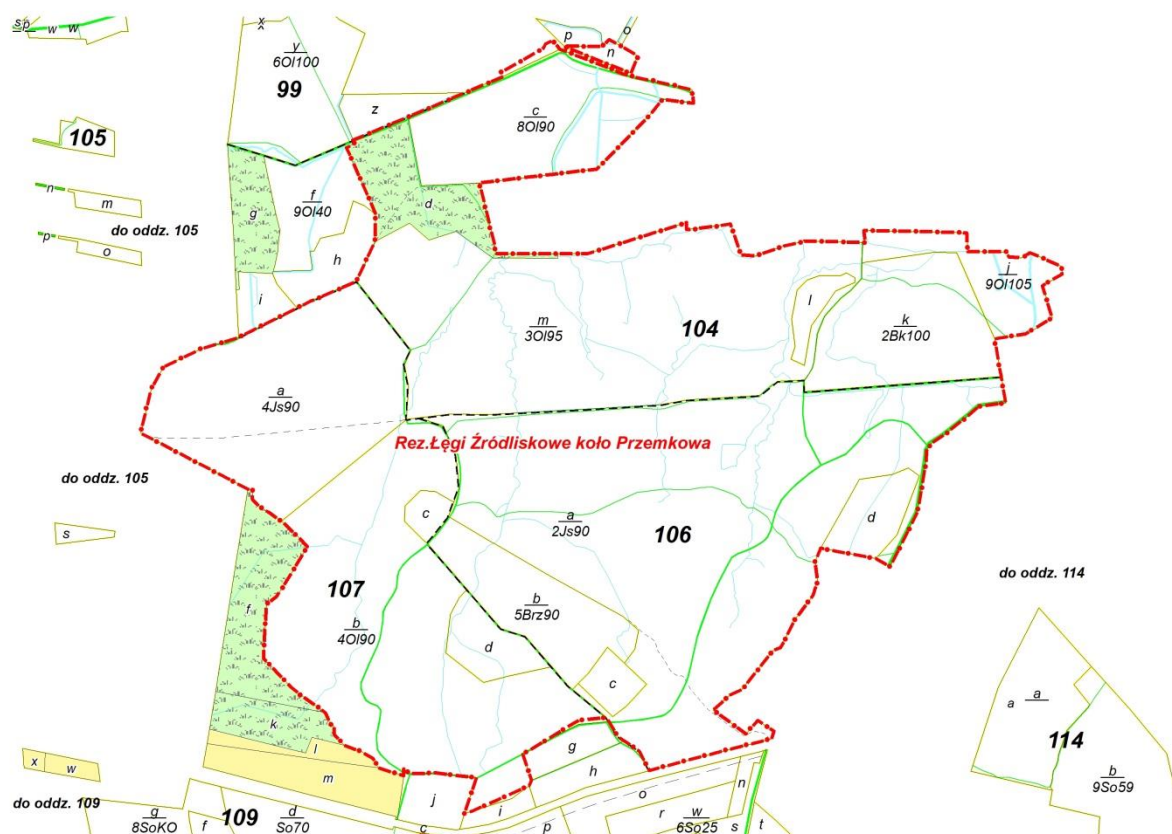 s p
w w
x
y
6Ol100
99
z
p
o
n
c
8Ol90
105
n
m
do oddz. 105
p
o
g
f
9Ol40
d
h
i
m
3Ol95
104
l
k
2Bk100
j
9Ol105
a
4Js90
Rez.Łęgi Źródliskowe koło Przemkowa
do oddz. 105
s
c
a
2Js90
106
d
do oddz. 114
107
b
4Ol90
b
5Brz90
d
c
f
k
l
m
g
h
i
j
a
a
114
b
9So59
x
w
do oddz. 109
g
8SoKO
f
109
d
So70
c
p
o
r
w
6So25
n
s
t